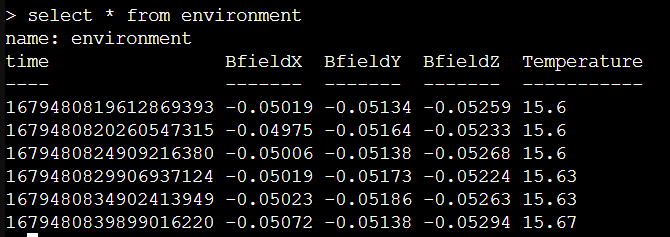 > select * from environment
name: environment
time BfieldX BfieldY BfieldZ Temperature
---- ------- ------- ------- -----------
1679480819612869393 -0.05019 -0.05134 -0.05259 15.6
1679480820260547315 -0.04975 -0.05164 -0.05233 15.6
1679480824909216380 -0.05006 -0.05138 -0.05268 15.6
1679480829906937124 -0.05019 -0.05173 -0.05224 15.63
1679480834902413949 -0.05023 -0.05186 -0.05263 15.63
1679480839899016220 -0.05072 -0.05138 -0.05294 15.67